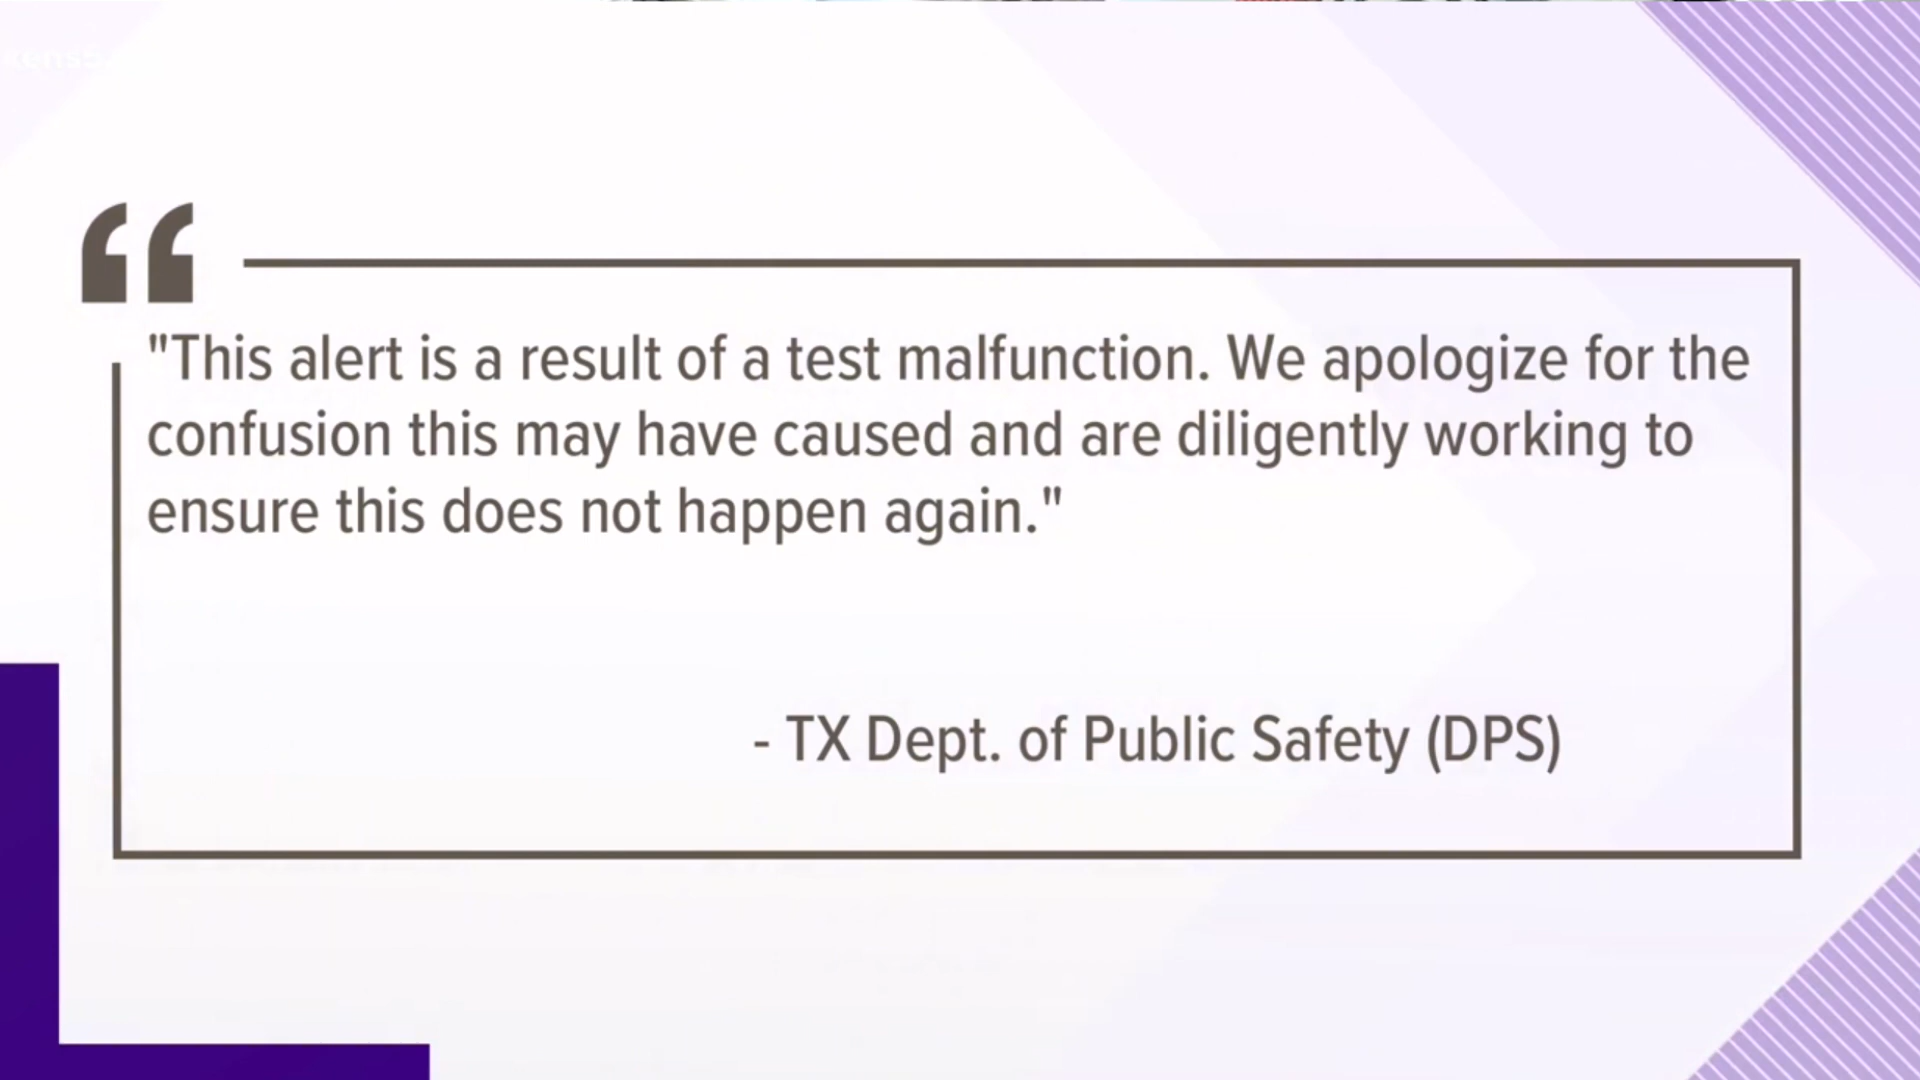 kens5
"This alert is a result of a test malfunction. We apologize for the
confusion this may have caused and are diligently working to
ensure this does not happen again."
- TX Dept. of Public Safety (DPS)